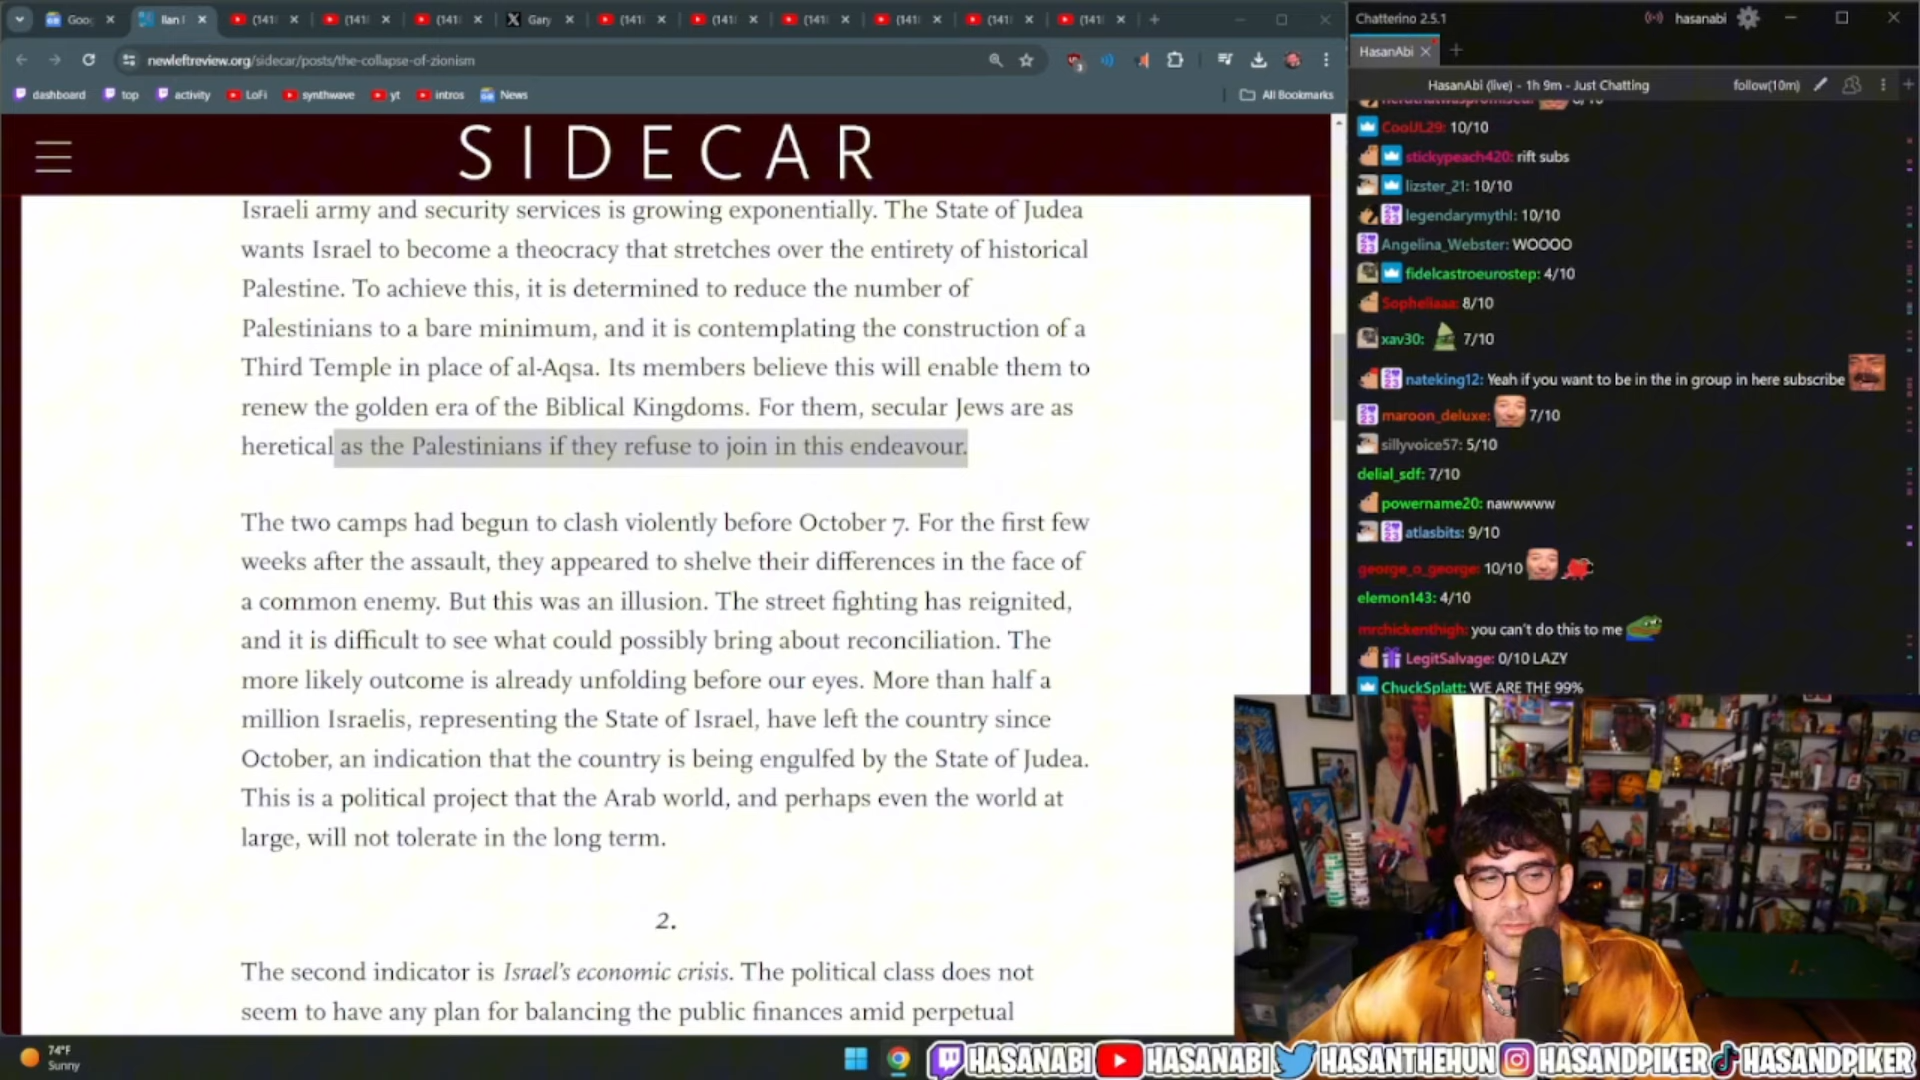 Goo
Ilan
(141)
(141)
(141)
Gary
(141)
(141)
(141)
(141)
(141)
(141)
newleftreview.org/sidecar/posts/the-collapse-of-zionism
dashboard
top
activity
LoFi
synthwave
yt
intros
News
All Bookmarks
SIDECAR
Israeli army and security services is growing exponentially. The State of Judea
wants Israel to become a theocracy that stretches over the entirety of historical
Palestine. To achieve this, it is determined to reduce the number of
Palestinians to a bare minimum, and it is contemplating the construction of a
Third Temple in place of al-Aqsa. Its members believe this will enable them to
renew the golden era of the Biblical Kingdoms. For them, secular Jews are as
heretical as the Palestinians if they refuse to join in this endeavour.
The two camps had begun to clash violently before October 7. For the first few
weeks after the assault, they appeared to shelve their differences in the face of
a common enemy. But this was an illusion. The street fighting has reignited,
and it is difficult to see what could possibly bring about reconciliation. The
more likely outcome is already unfolding before our eyes. More than half a
million Israelis, representing the State of Israel, have left the country since
October, an indication that the country is being engulfed by the State of Judea.
This is a political project that the Arab world, and perhaps even the world at
large, will not tolerate in the long term.
2.
The second indicator is Israel's economic crisis. The political class does not
seem to have any plan for balancing the public finances amid perpetual
Chatterino 2.5.1
hasanabi
HasanAbi
HasanAbi (live) - 1h 9m - Just Chatting
follow(10m)
CooUL29: 10/10
stickypeach420: rift subs
lizster_21: 10/10
legendarymythl: 10/10
Angelina_Webster: WOOOO
fidelcastroeurostep: 4/10
Sopheliaaa: 8/10
xav30: 7/10
nateking12: Yeah if you want to be in the in group in here subscribe
maroon_deluxe: 7/10
sillyvoice57: 5/10
delial_sdf: 7/10
powername20: nawwwww
atlasbits: 9/10
george_o_george: 10/10
elemon143: 4/10
mrchickenthigh: you can't do this to me
LegitSalvage: 0/10 LAZY
ChuckSplatt: WE ARE THE 99%
74°F
Sunny
HASANABI
HASANABI
HASANTHEHUN
HASANDPIKER
HASANDPIKER